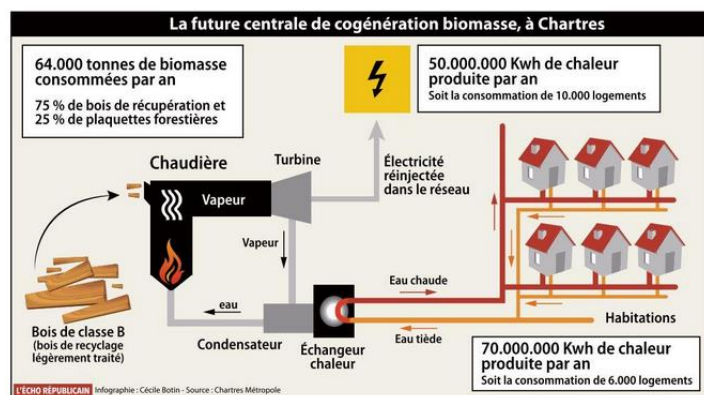 La future centrale de cogénération biomasse, à Chartres
64.000 tonnes de biomasse
consommées par an
75 % de bois de récupération et
25 % de plaquettes forestières
50.000.000 Kwh de chaleur
produite par an
Soit la consommation de 10.000 logements
Chaudière
Turbine
Vapeur
Électricité
réinjectée
dans le réseau
Vapeur
Bois de classe B
(bois de recyclage
légèrement traité)
eau
Condensateur
Échangeur
chaleur
Eau chaude
Eau tiède
Habitations
70.000.000 Kwh de chaleur
produite par an
Soit la consommation de 6.000 logements
L'ÉCHO RÉPUBLICAIN Infographie : Cécile Botin - Source : Chartres Métropole